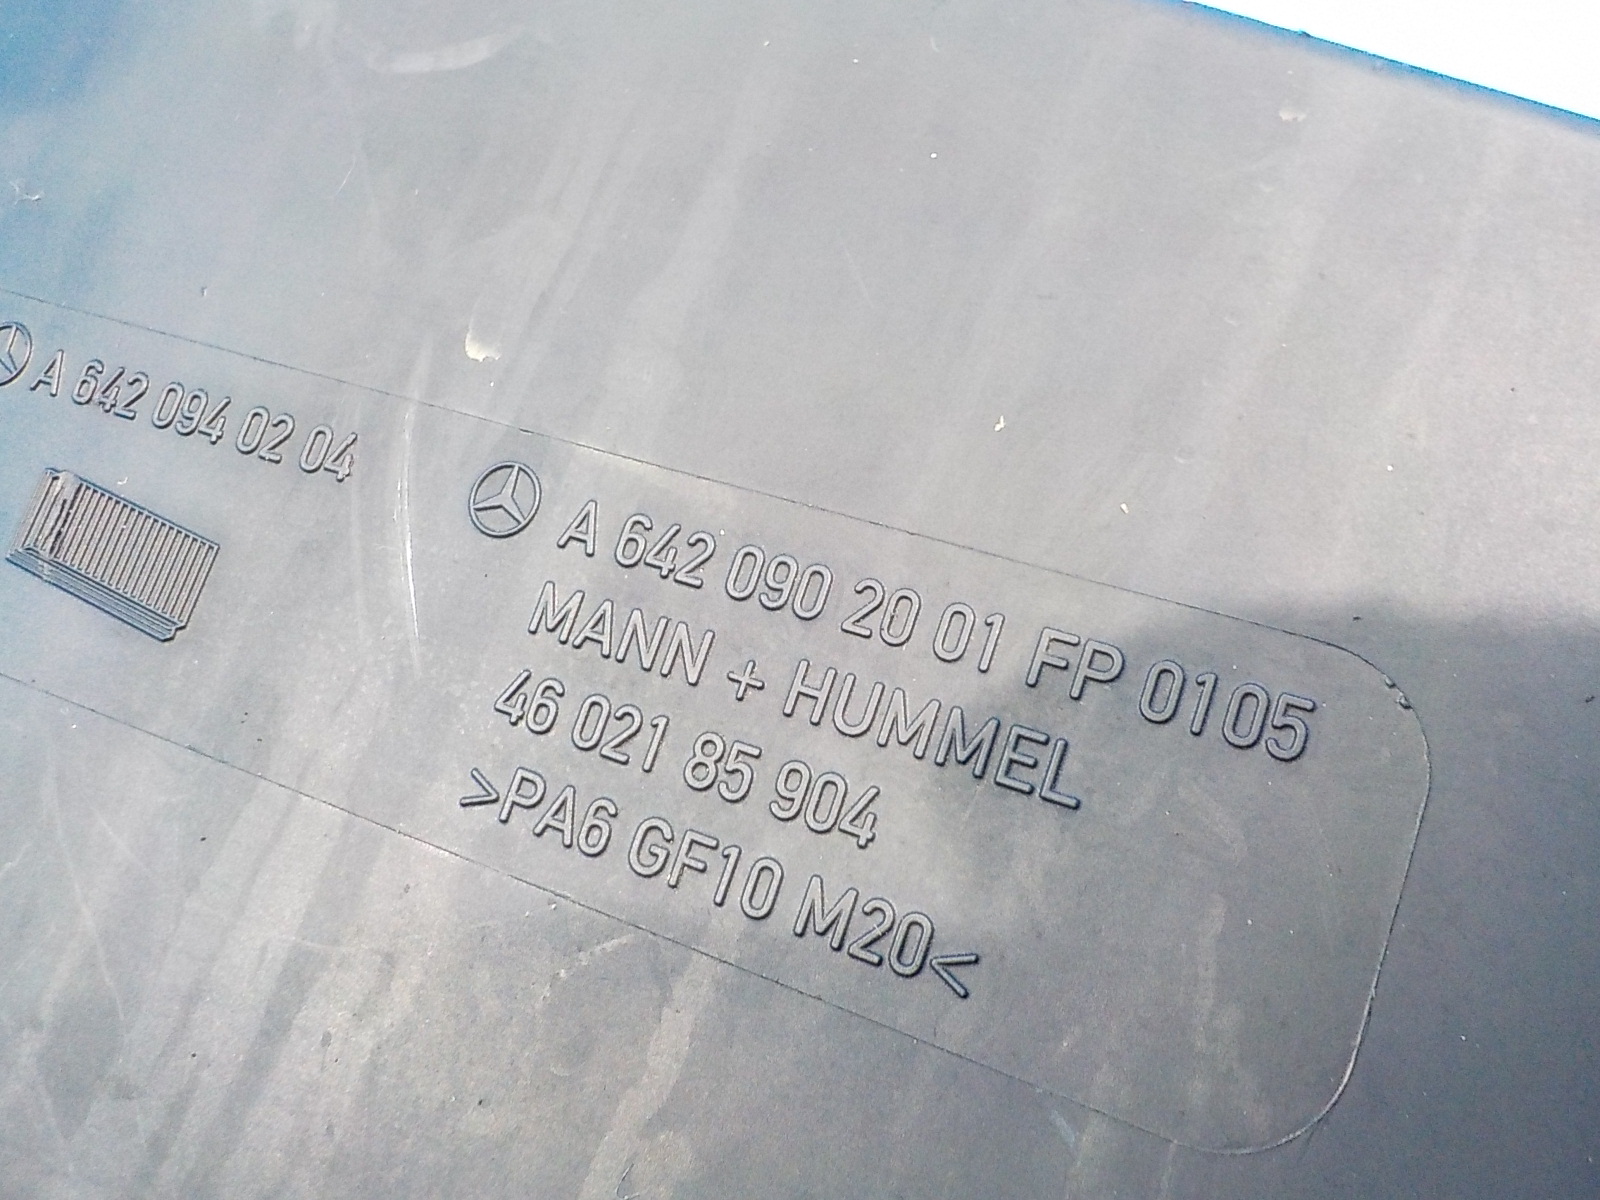 A 642 094 02 04
A 642 090 20 01 FP 0105
MANN + HUMMEL
46 021 85 904
>PA6 GF10 M20<